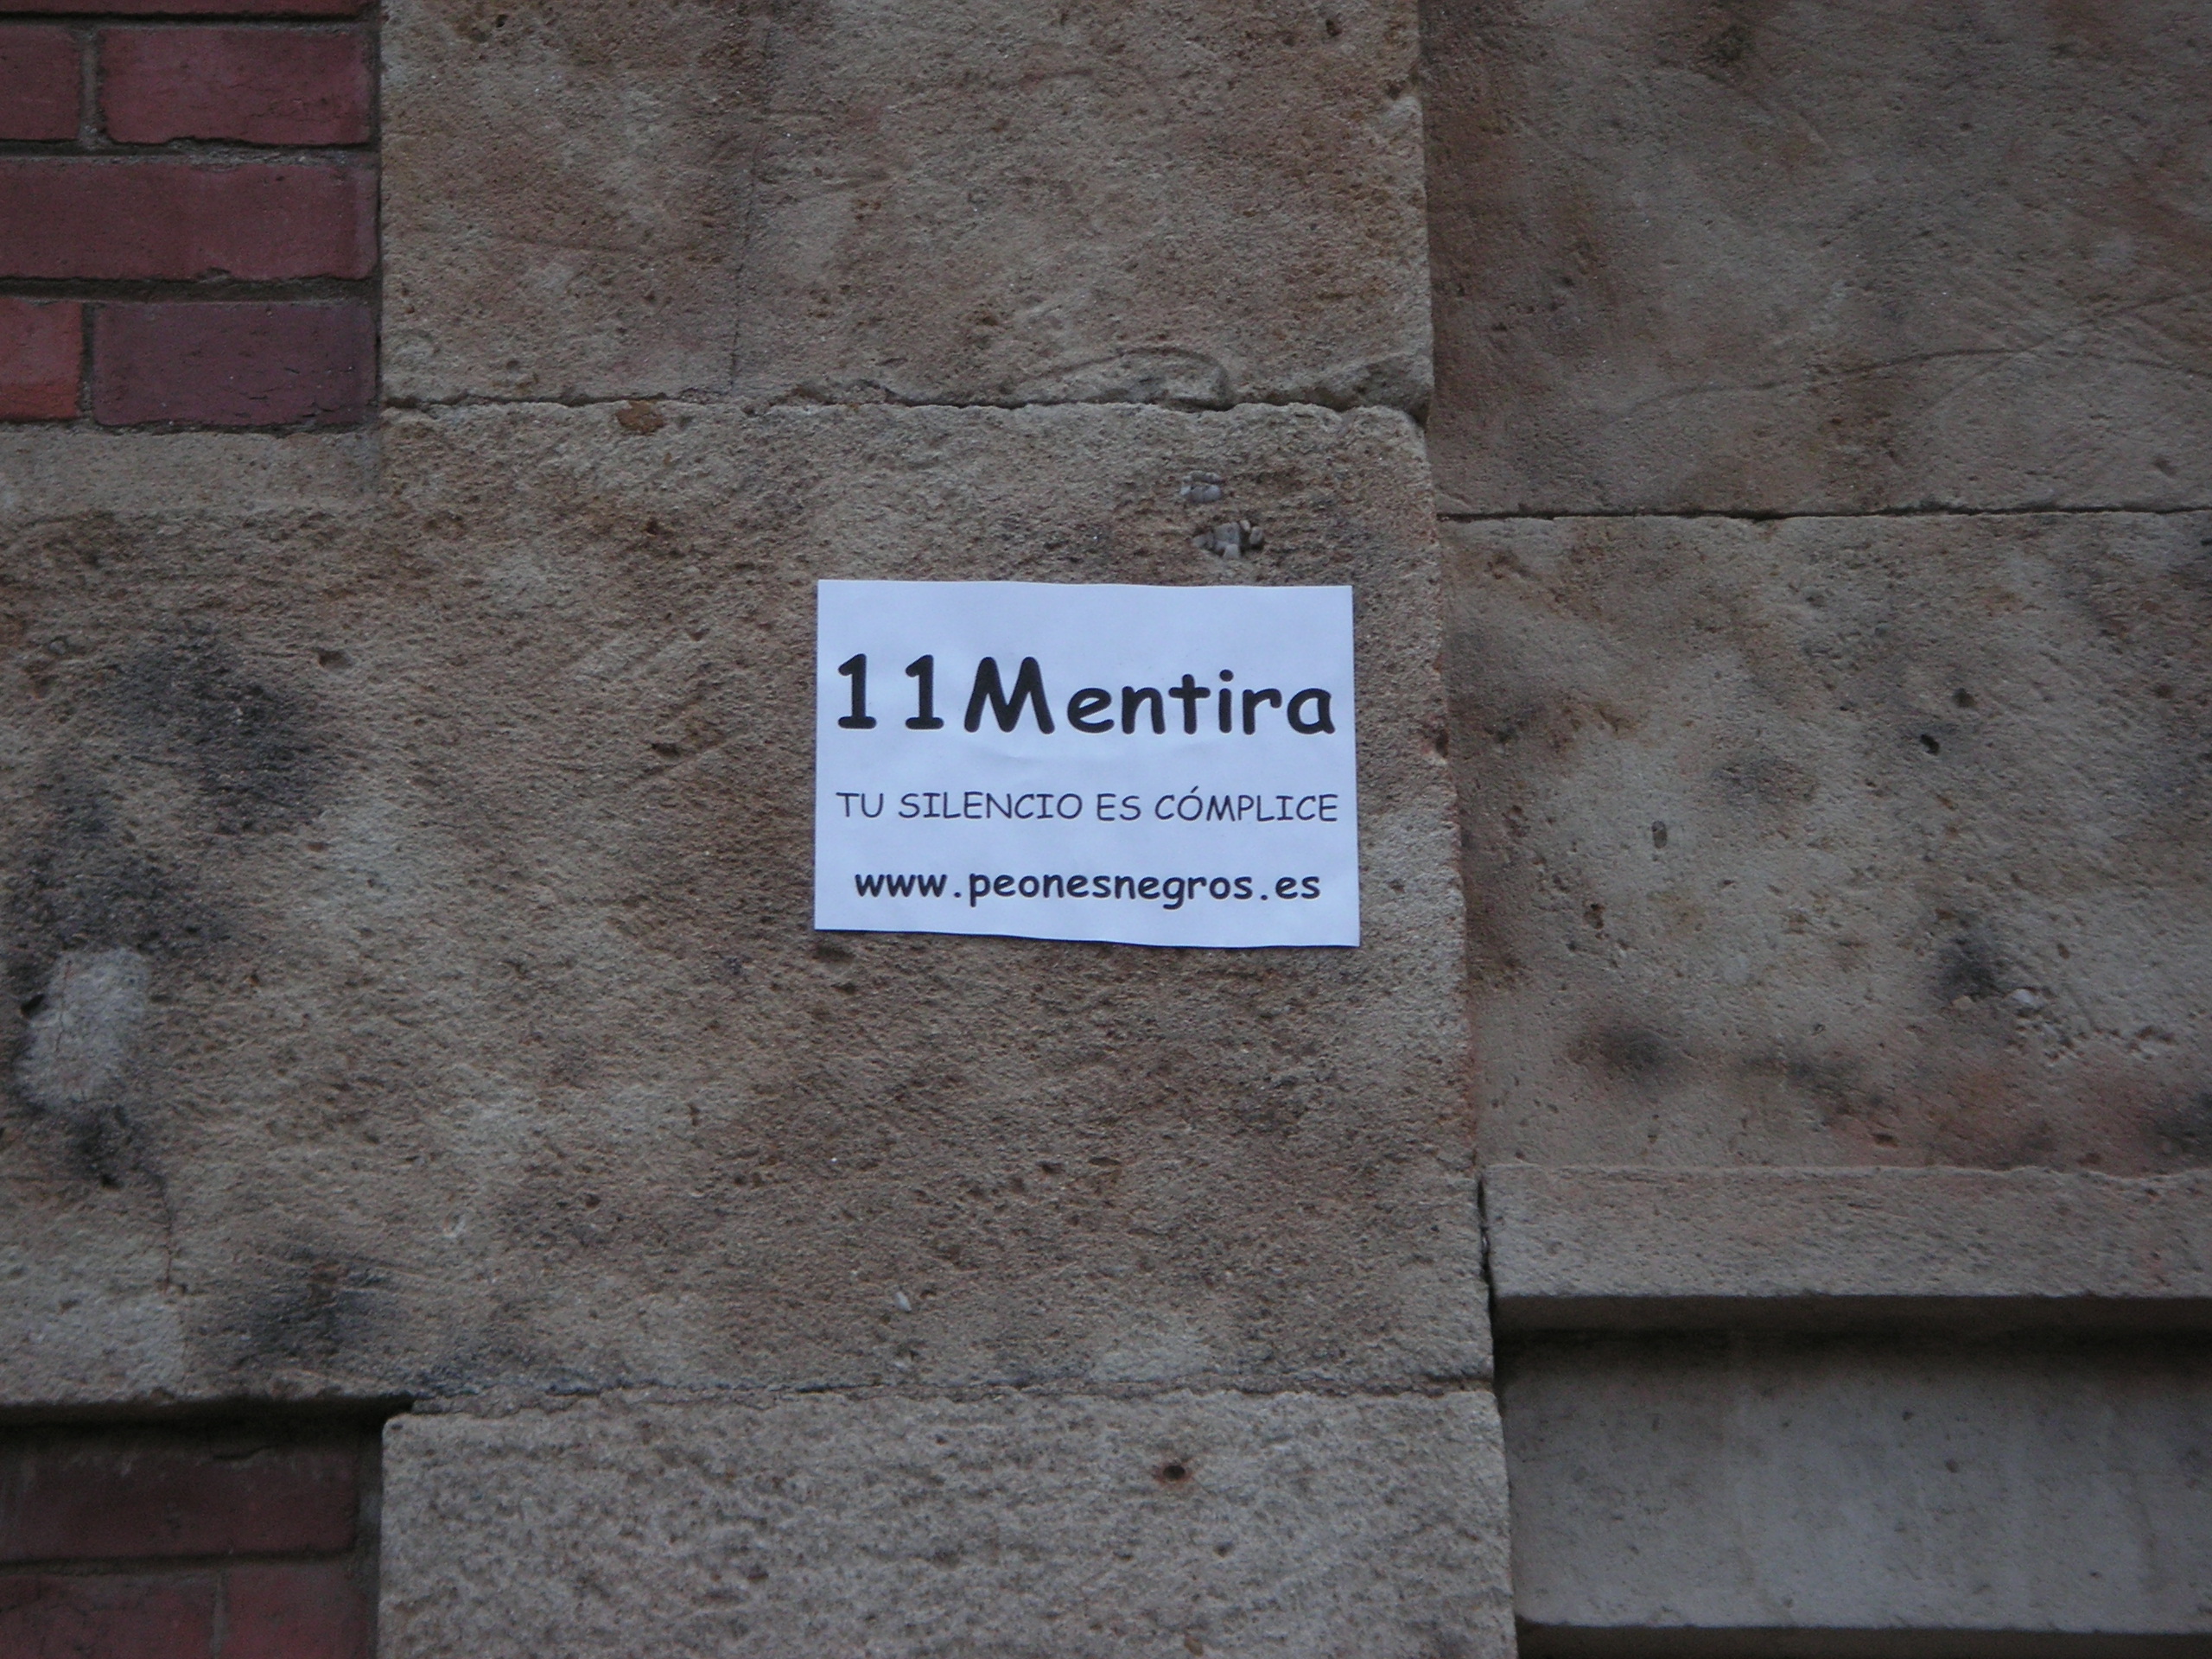 11Mentira
TU SILENCIO ES CÓMPLICE
www.peonesnegros.es